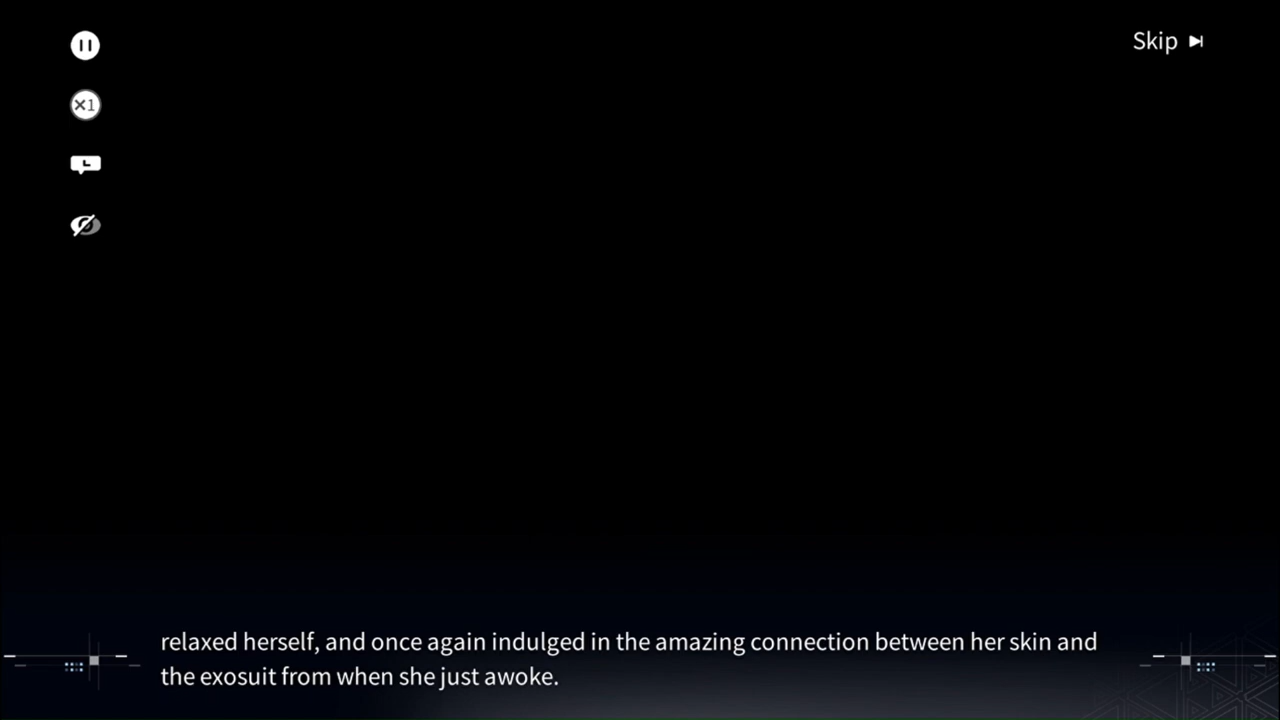 Skip
×1
relaxed herself, and once again indulged in the amazing connection between her skin and
the exosuit from when she just awoke.